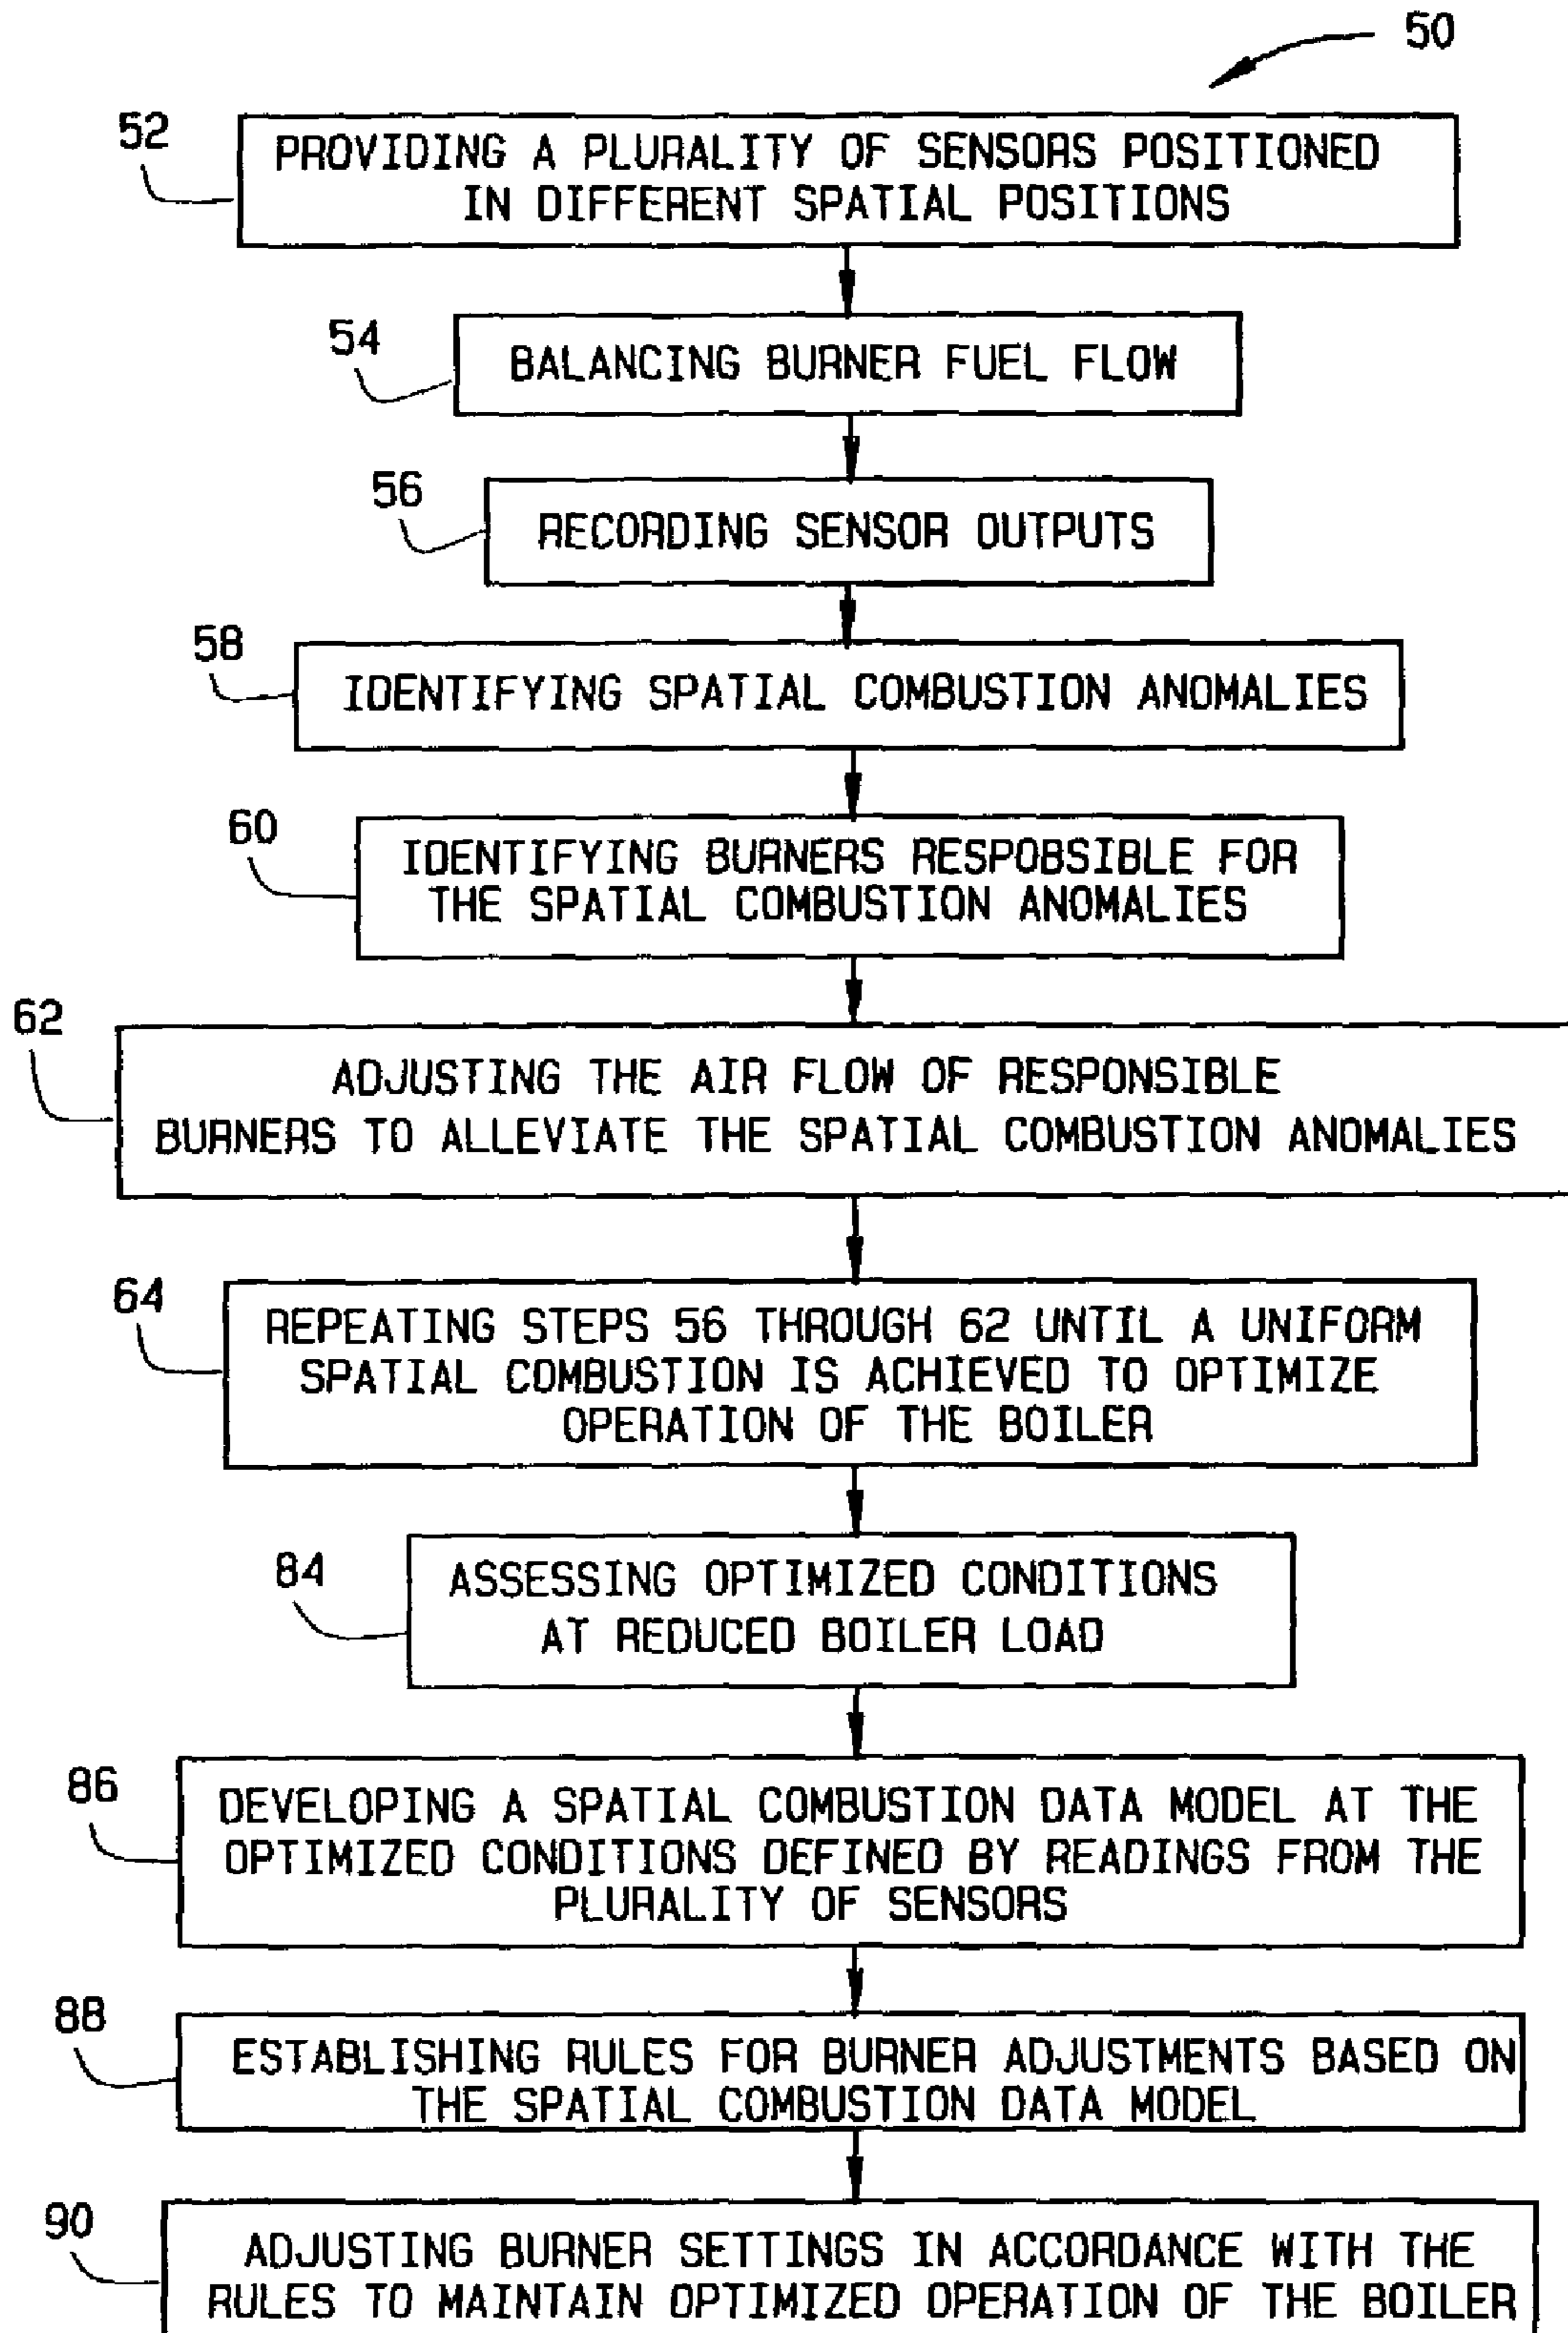 50
52
PROVIDING A PLURALITY OF SENSORS POSITIONED
IN DIFFERENT SPATIAL POSITIONS
54
BALANCING BURNER FUEL FLOW
56
RECORDING SENSOR OUTPUTS
58
IDENTIFYING SPATIAL COMBUSTION ANOMALIES
60
IDENTIFYING BURNERS RESPOBSIBLE FOR
THE SPATIAL COMBUSTION ANOMALIES
62
ADJUSTING THE AIR FLOW OF RESPONSIBLE
BURNERS TO ALLEVIATE THE SPATIAL COMBUSTION ANOMALIES
64
REPEATING STEPS 56 THROUGH 62 UNTIL A UNIFORM
SPATIAL COMBUSTION IS ACHIEVED TO OPTIMIZE
OPERATION OF THE BOILER
84
ASSESSING OPTIMIZED CONDITIONS
AT REDUCED BOILER LOAD
86
DEVELOPING A SPATIAL COMBUSTION DATA MODEL AT THE
OPTIMIZED CONDITIONS DEFINED BY READINGS FROM THE
PLURALITY OF SENSORS
88
ESTABLISHING RULES FOR BURNER ADJUSTMENTS BASED ON
THE SPATIAL COMBUSTION DATA MODEL
90
ADJUSTING BURNER SETTINGS IN ACCORDANCE WITH THE
RULES TO MAINTAIN OPTIMIZED OPERATION OF THE BOILER